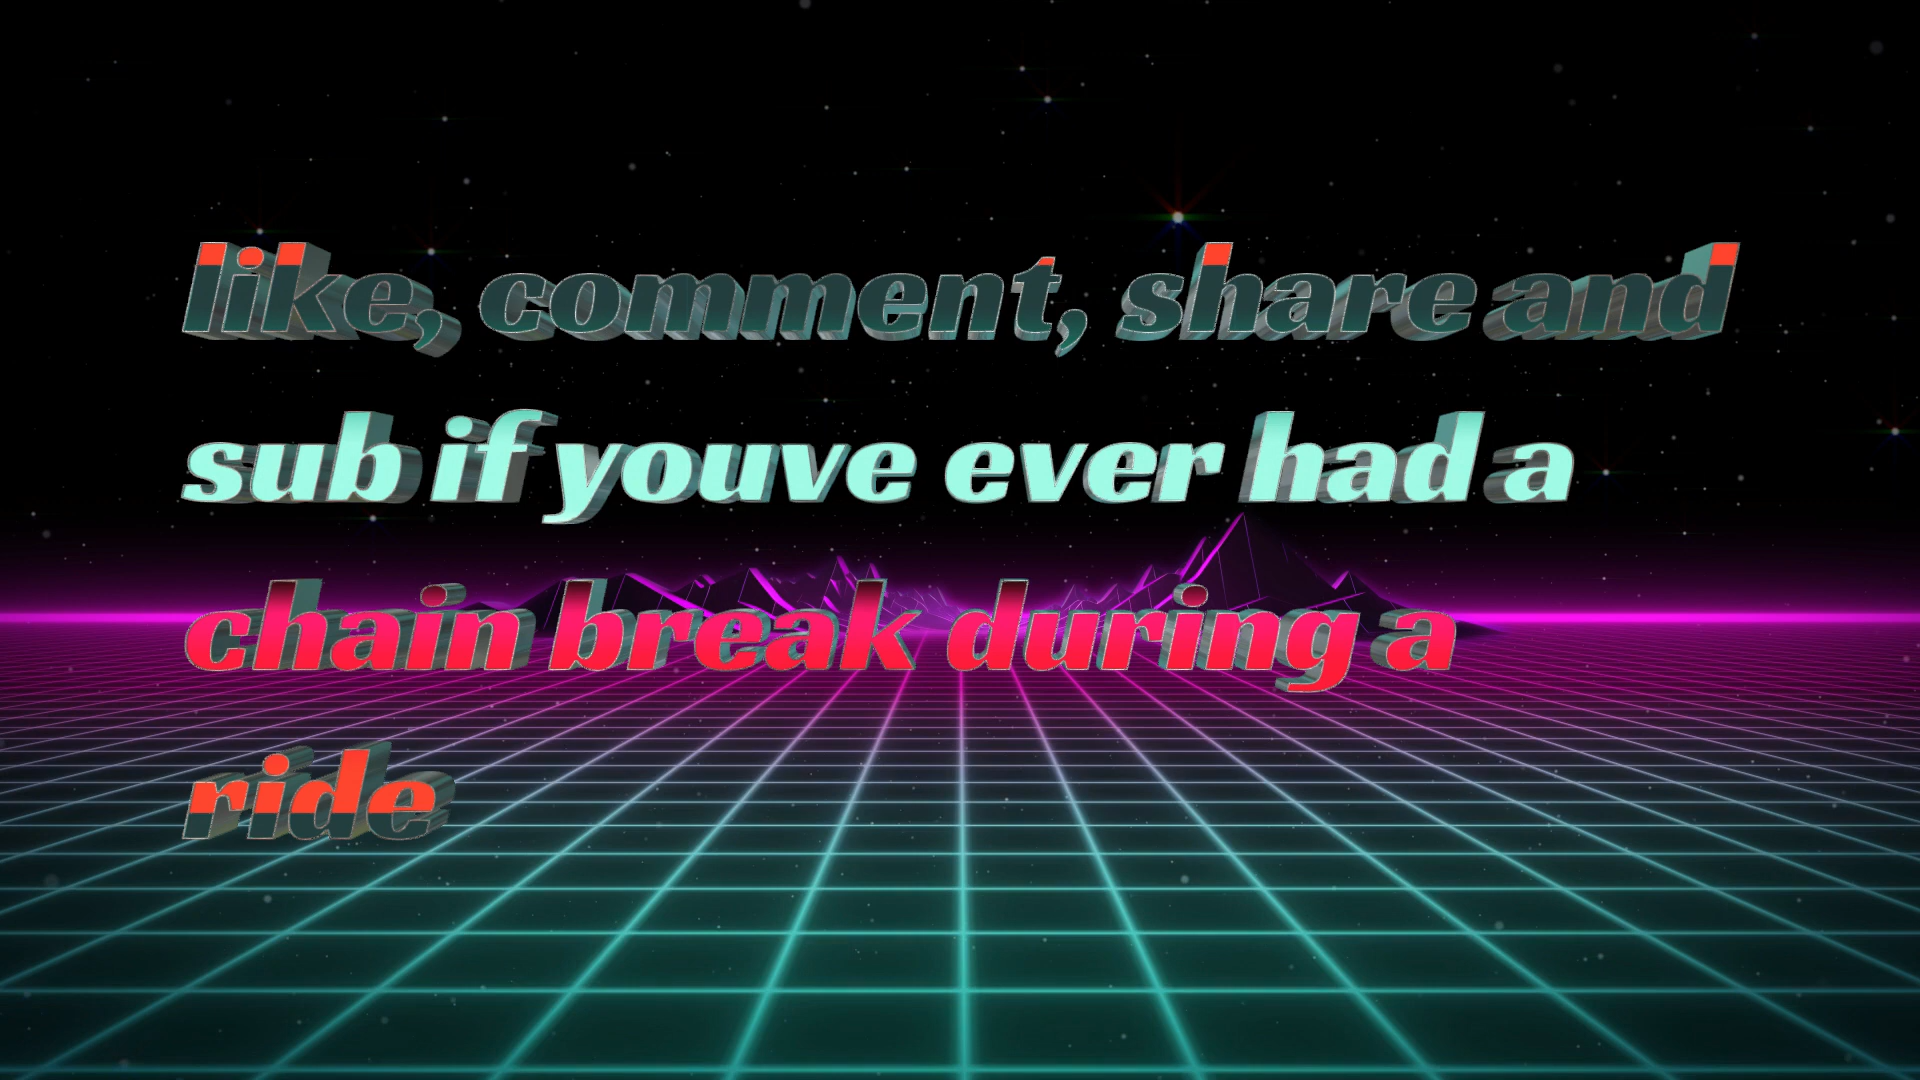 like, comment, share and
sub if youve ever had a
chain break during a
ride